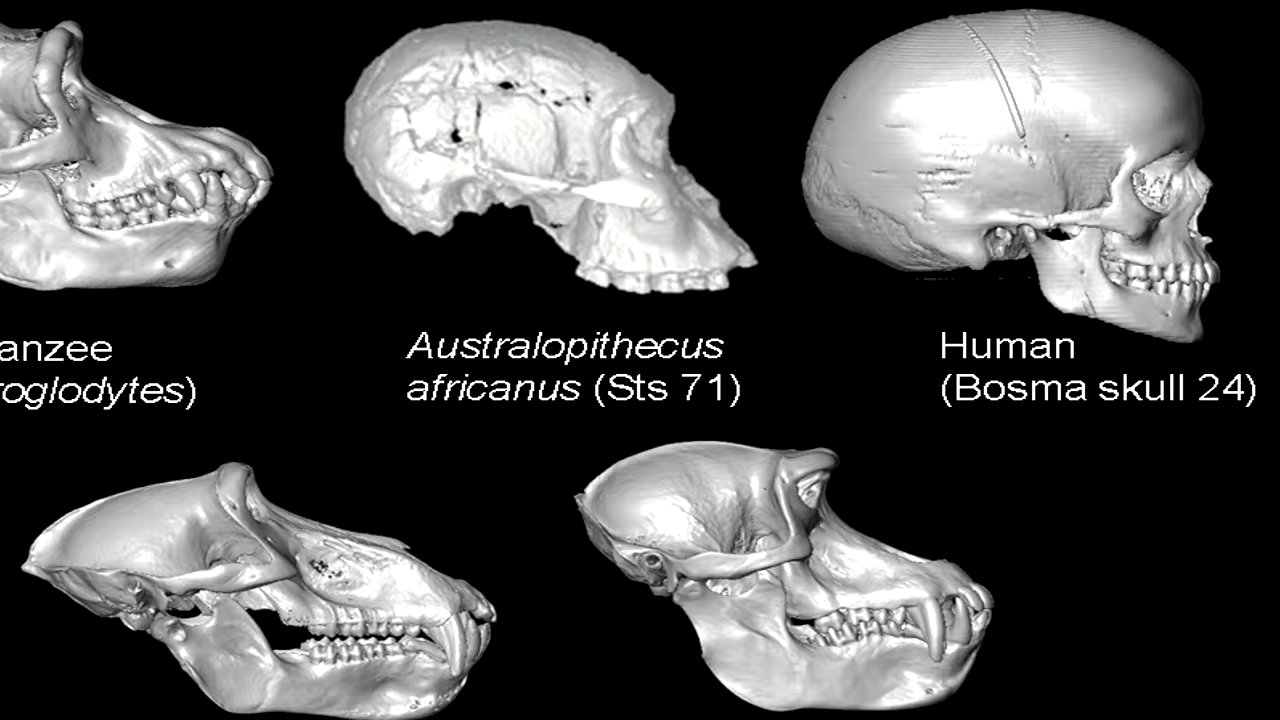 anzee
roglodytes)
Australopithecus
africanus (Sts 71)
Human
(Bosma skull 24)